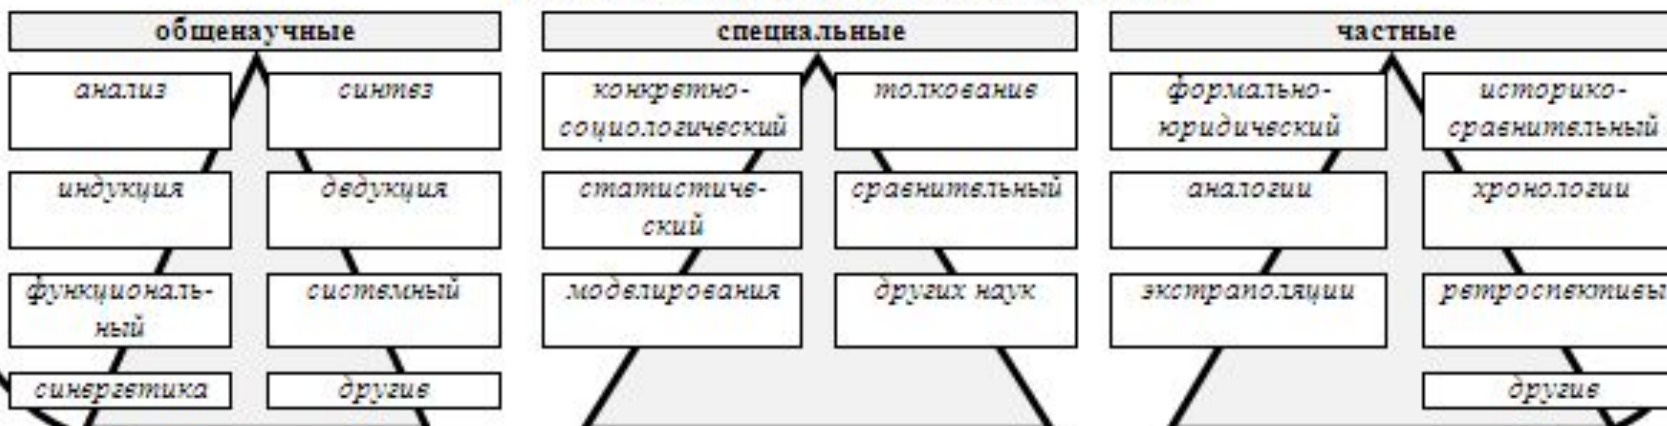 общенаучные
специальные
частные
анализ
синтез
конкретно-
социологический
толкование
формально-
юридический
историко-
сравнительный
индукция
дедукция
статистиче-
ский
сравнительный
аналогии
хронологии
функциональ-
ный
системный
моделирования
других наук
экстраполяции
ретроспективы
синергетика
другие
другие